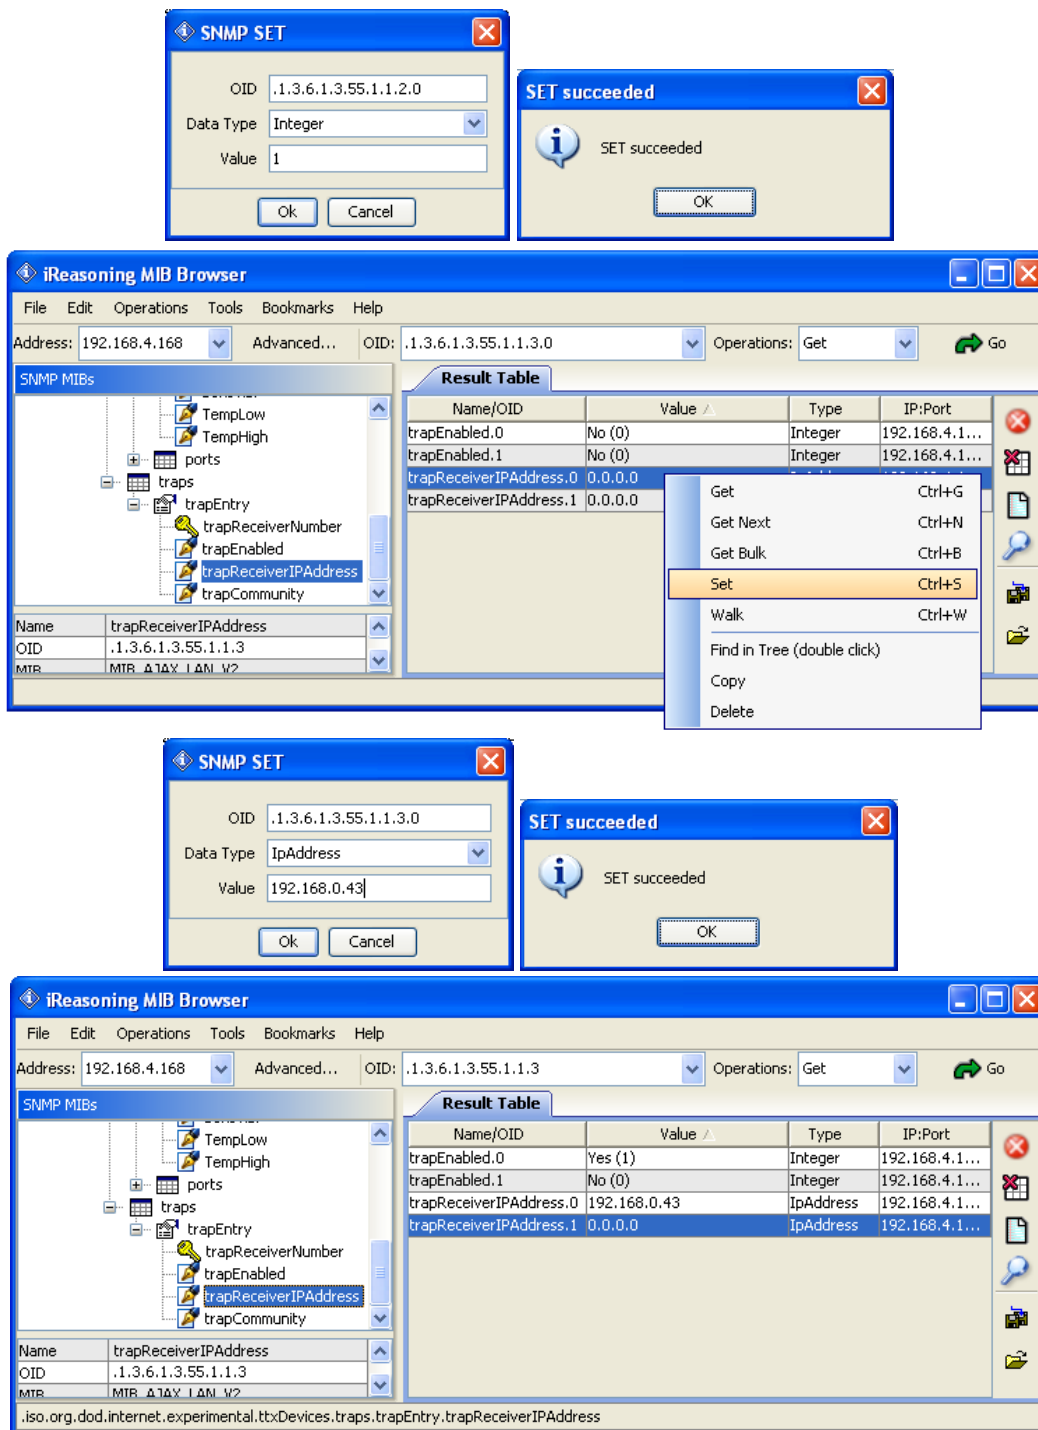 SNMP SET
OID .1.3.6.1.3.55.1.1.2.0
Data Type Integer
Value 1
Ok Cancel
SET succeeded
SET succeeded
OK
iReasoning MIB Browser
File Edit Operations Tools Bookmarks Help
Address: 192.168.4.168 Advanced... OID: .1.3.6.1.3.55.1.1.3.0 Operations: Get Go
SNMP MIBs
TempLow
TempHigh
ports
traps
trapEntry
trapReceiverNumber
trapEnabled
trapReceiverIPAddress
trapCommunity
Name trapReceiverIPAddress
OID .1.3.6.1.3.55.1.1.3
MIB MIB_AJAX_LAN_V2
Result Table
Name/OID Value Type IP:Port
trapEnabled.0 No (0) Integer 192.168.4.1...
trapEnabled.1 No (0) Integer 192.168.4.1...
trapReceiverIPAddress.0 0.0.0.0
trapReceiverIPAddress.1 0.0.0.0
Get Ctrl+G
Get Next Ctrl+N
Get Bulk Ctrl+B
Set Ctrl+S
Walk Ctrl+W
Find in Tree (double click)
Copy
Delete
SNMP SET
OID .1.3.6.1.3.55.1.1.3.0
Data Type IpAddress
Value 192.168.0.43
Ok Cancel
SET succeeded
SET succeeded
OK
iReasoning MIB Browser
File Edit Operations Tools Bookmarks Help
Address: 192.168.4.168 Advanced... OID: .1.3.6.1.3.55.1.1.3 Operations: Get Go
SNMP MIBs
TempLow
TempHigh
ports
traps
trapEntry
trapReceiverNumber
trapEnabled
trapReceiverIPAddress
trapCommunity
Name trapReceiverIPAddress
OID .1.3.6.1.3.55.1.1.3
MIB MIB_AJAX_LAN_V2
Result Table
Name/OID Value Type IP:Port
trapEnabled.0 Yes (1) Integer 192.168.4.1...
trapEnabled.1 No (0) Integer 192.168.4.1...
trapReceiverIPAddress.0 192.168.0.43 IpAddress 192.168.4.1...
trapReceiverIPAddress.1 0.0.0.0 IpAddress 192.168.4.1...
.iso.org.dod.internet.experimental.ttxDevices.traps.trapEntry.trapReceiverIPAddress